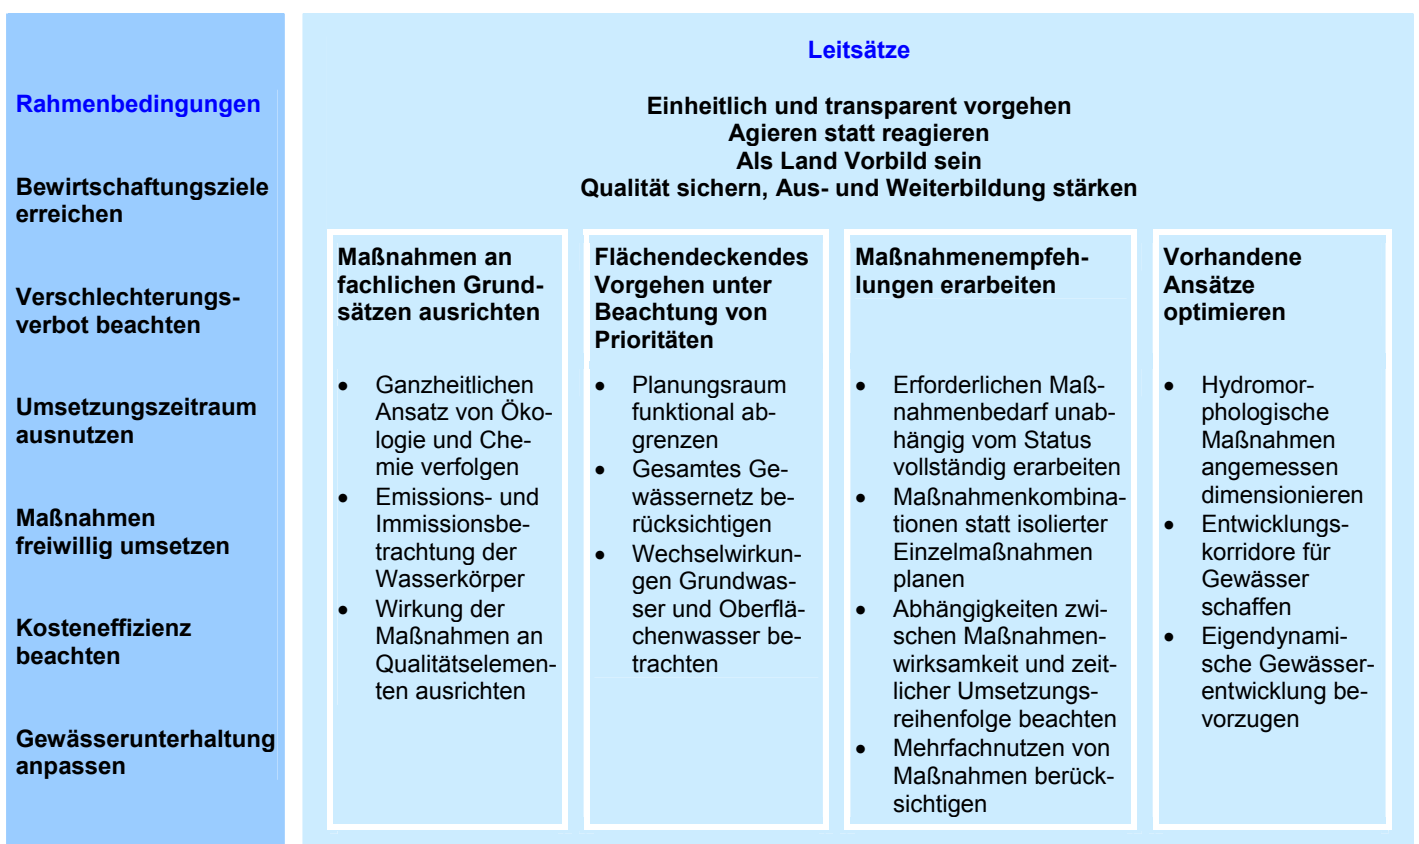 Rahmenbedingungen
Bewirtschaftungsziele
erreichen
Verschlechterungs-
verbot beachten
Umsetzungszeitraum
ausnutzen
Maßnahmen
freiwillig umsetzen
Kosteneffizienz
beachten
Gewässerunterhaltung
anpassen
Leitsätze
Einheitlich und transparent vorgehen
Agieren statt reagieren
Als Land Vorbild sein
Qualität sichern, Aus- und Weiterbildung stärken
Maßnahmen an
fachlichen Grund-
sätzen ausrichten
• Ganzheitlichen
Ansatz von Öko-
logie und Che-
mie verfolgen
• Emissions- und
Immissionsbe-
trachtung der
Wasserkörper
• Wirkung der
Maßnahmen an
Qualitätselemen-
ten ausrichten
Flächendeckendes
Vorgehen unter
Beachtung von
Prioritäten
• Planungsraum
funktional ab-
grenzen
• Gesamtes Ge-
wässernetz be-
rücksichtigen
• Wechselwirkun-
gen Grundwas-
ser und Oberflä-
chenwasser be-
trachten
Maßnahmenempfeh-
lungen erarbeiten
• Erforderlichen Maß-
nahmenbedarf unab-
hängig vom Status
vollständig erarbeiten
• Maßnahmenkombina-
tionen statt isolierter
Einzelmaßnahmen
planen
• Abhängigkeiten zwi-
schen Maßnahmen-
wirksamkeit und zeit-
licher Umsetzungs-
reihenfolge beachten
• Mehrfachnutzen von
Maßnahmen berück-
sichtigen
Vorhandene
Ansätze
optimieren
• Hydromor-
phologische
Maßnahmen
angemessen
dimensionieren
• Entwicklungs-
korridore für
Gewässer
schaffen
• Eigendynami-
sche Gewässer-
entwicklung be-
vorzugen